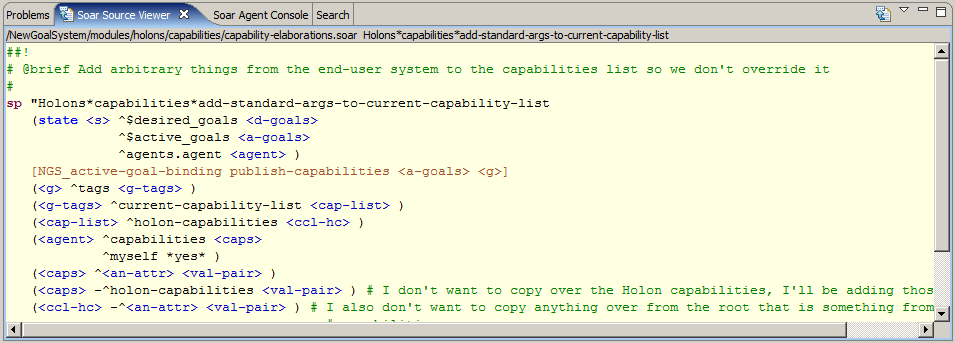 Problems Soar Source Viewer Soar Agent Console Search
/NewGoalSystem/modules/holons/capabilities/capability-elaborations.soar Holons*capabilities*add-standard-args-to-current-capability-list
##!
# @brief Add arbitrary things from the end-user system to the capabilities list so we don't override it
#
sp "Holons*capabilities*add-standard-args-to-current-capability-list
(state <s> ^$desired_goals <d-goals>
^$active_goals <a-goals>
^agents.agent <agent> )
[NGS_active-goal-binding publish-capabilities <a-goals> <g>]
(<g> ^tags <g-tags> )
(<g-tags> ^current-capability-list <cap-list> )
(<cap-list> ^holon-capabilities <ccl-hc> )
(<agent> ^capabilities <caps>
^myself *yes* )
(<caps> ^<an-attr> <val-pair> )
(<caps> -^holon-capabilities <val-pair> ) # I don't want to copy over the Holon capabilities, I'll be adding thos
(<ccl-hc> -^<an-attr> <val-pair> ) # I also don't want to copy anything over from the root that is something from